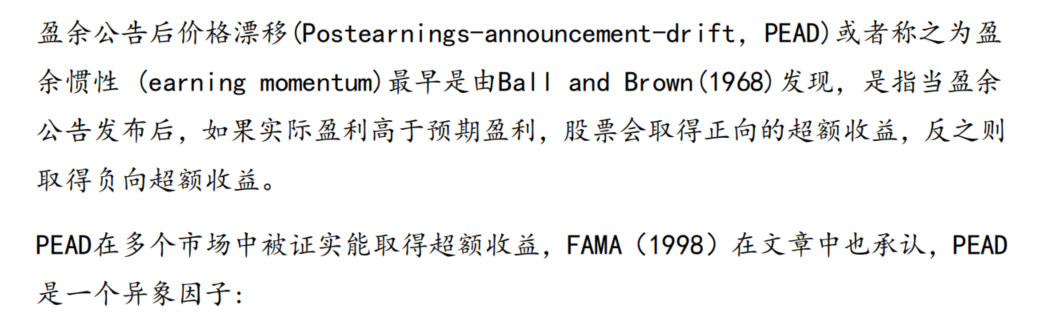 盈余公告后价格漂移(Postearnings-announcement-drift，PEAD)或者称之为盈
余惯性 (earning momentum)最早是由Ball and Brown(1968)发现，是指当盈余
公告发布后，如果实际盈利高于预期盈利，股票会取得正向的超额收益，反之则
取得负向超额收益。
PEAD在多个市场中被证实能取得超额收益，FAMA（1998）在文章中也承认，PEAD
是一个异象因子：